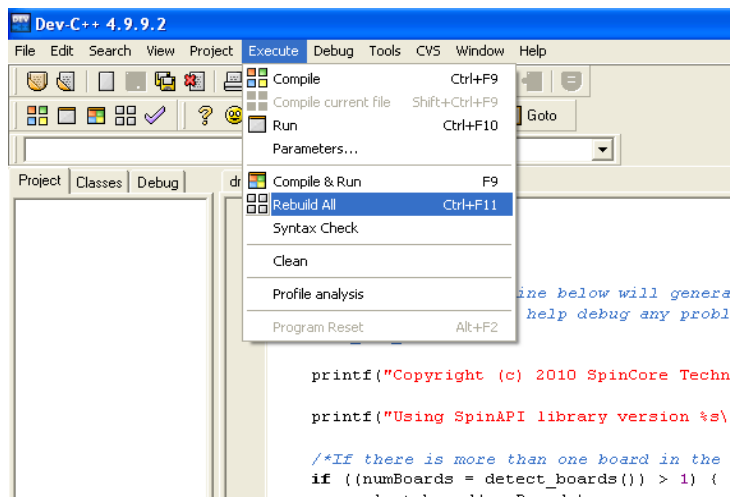 Dev-C++ 4.9.9.2
File Edit Search View Project Execute Debug Tools CVS Window Help
Compile Ctrl+F9
Compile current file Shift+Ctrl+F9
Run Ctrl+F10
Goto
Parameters...
Project Classes Debug
Compile & Run F9
Rebuild All Ctrl+F11
Syntax Check
Clean
Profile analysis
ine below will genera
help debug any probl
Program Reset Alt+F2
printf("Copyright (c) 2010 SpinCore Techn
printf("Using SpinAPI library version %s\
/*If there is more than one board in the
if ((numBoards = detect_boards()) > 1) {